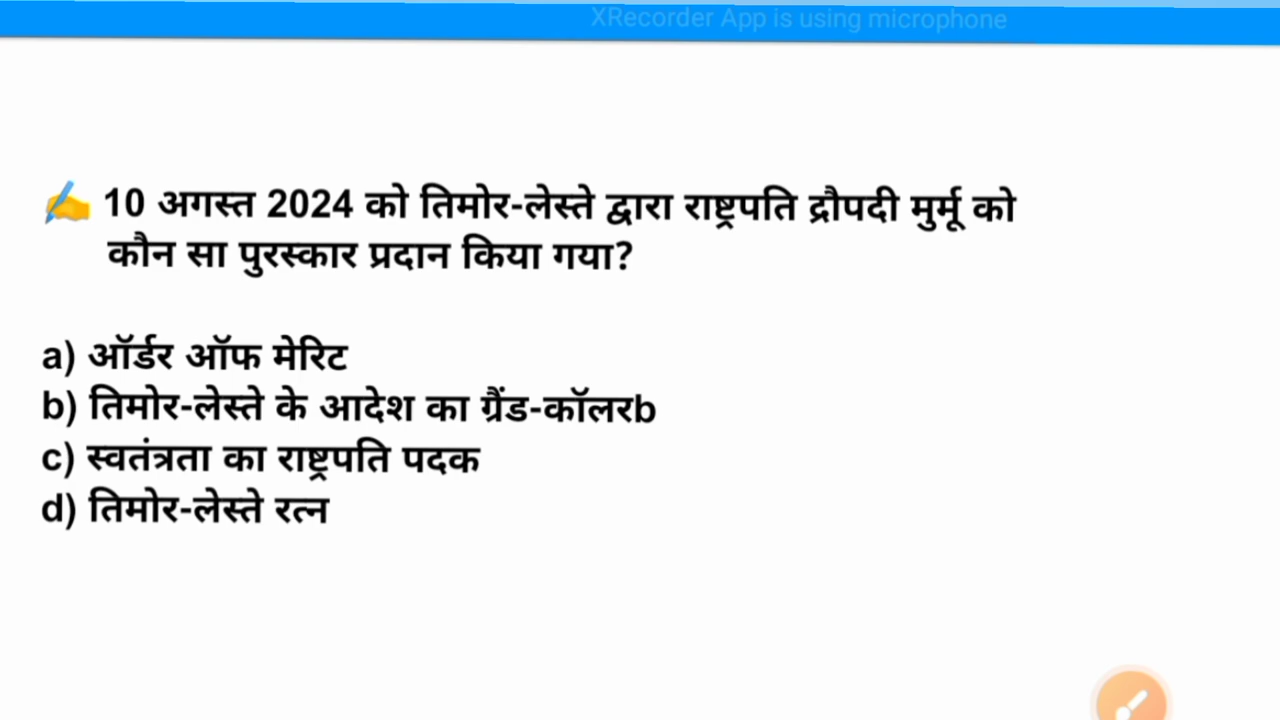 XRecorder App is using microphone
✍️ 10 अगस्त 2024 को तिमोर-लेस्ते द्वारा राष्ट्रपति द्रौपदी मुर्मू को
कौन सा पुरस्कार प्रदान किया गया?
a) ऑर्डर ऑफ मेरिट
b) तिमोर-लेस्ते के आदेश का ग्रैंड-कॉलरb
c) स्वतंत्रता का राष्ट्रपति पदक
d) तिमोर-लेस्ते रत्न